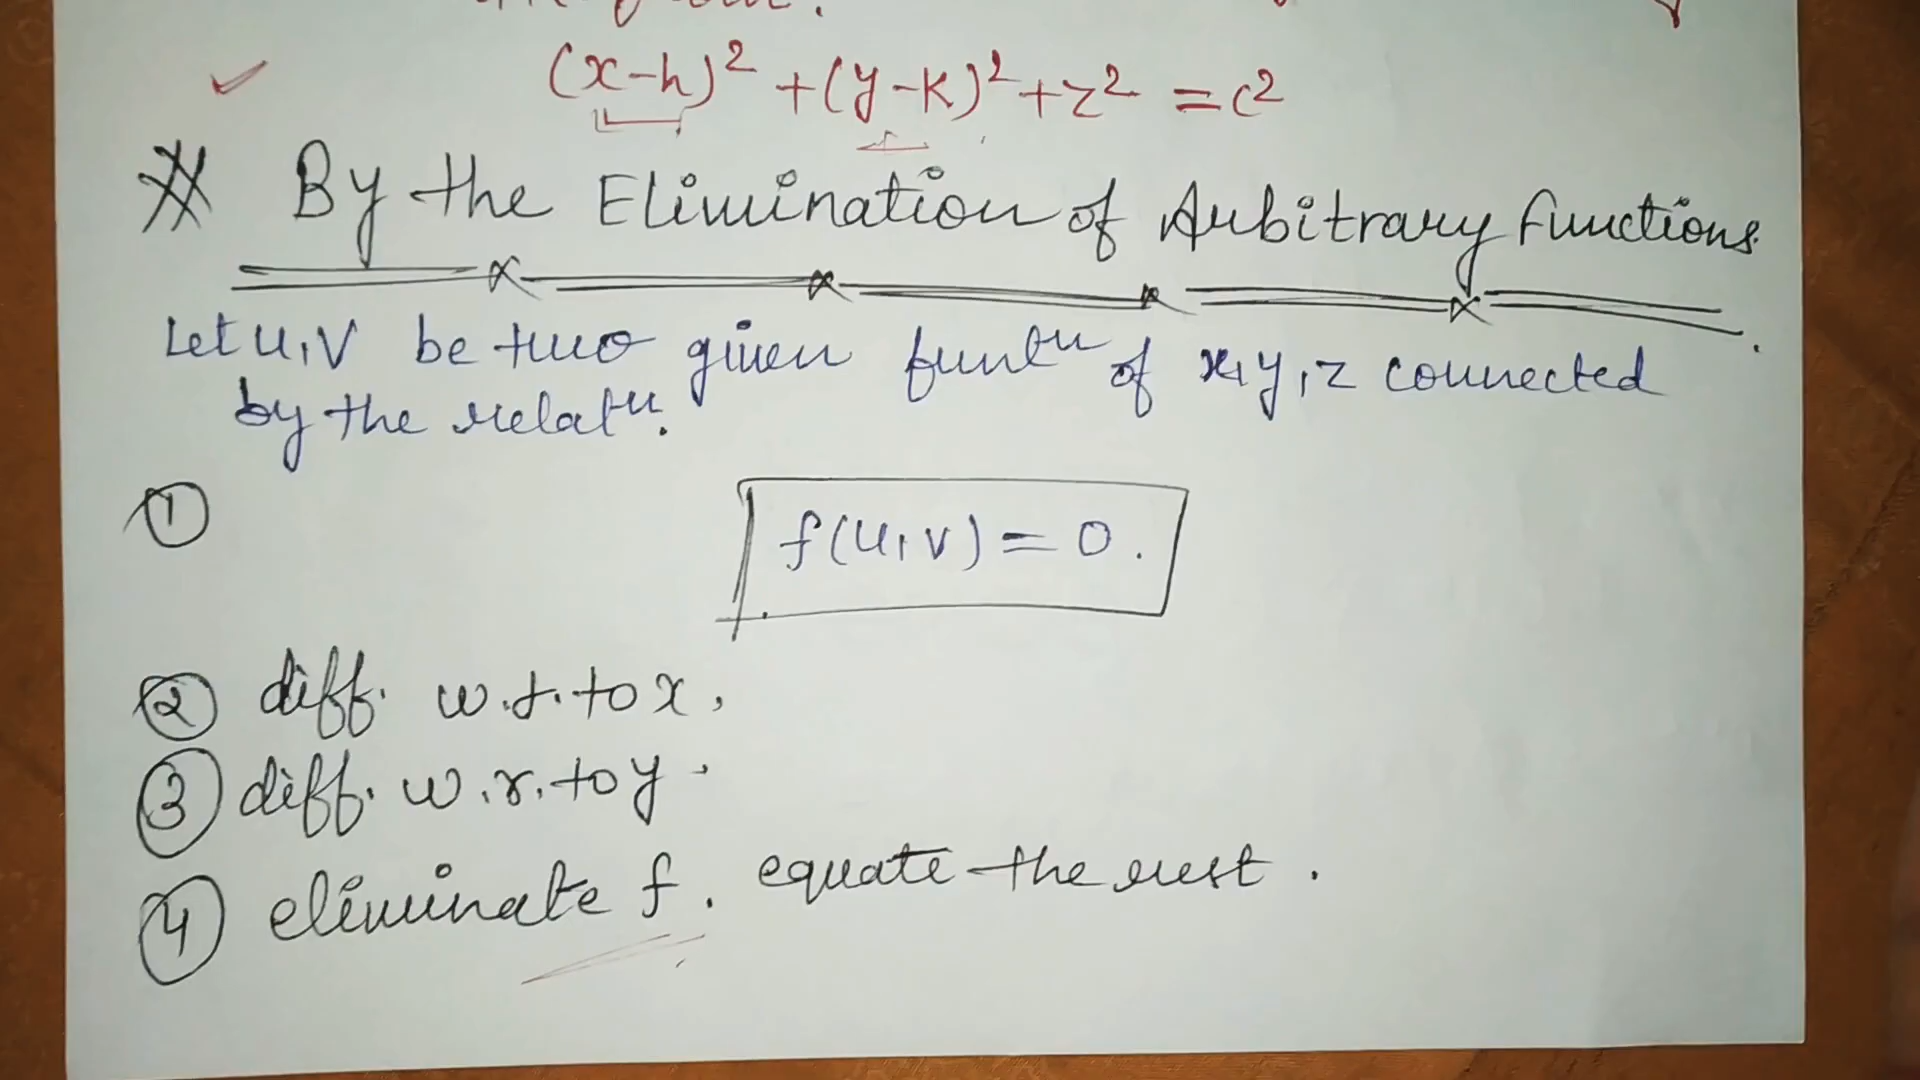 (x-h)² + (y-k)² + z² = c²
By the Elimination of Arbitrary functions.
Let u, v be two given funtⁿ of x, y, z connected
by the relatⁿ.
① f(u, v) = 0.
② diff. w.r.to x,
③ diff. w.r.to y.
④ eliminate f. equate the rest.